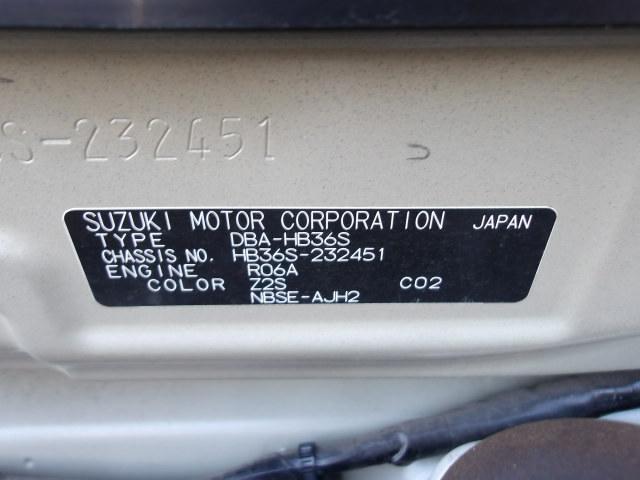 S-232451
SUZUKI MOTOR CORPORATION JAPAN
TYPE DBA-HB36S
CHASSIS NO. HB36S-232451
ENGINE R06A
COLOR Z2S C02
NBSE-AJH2